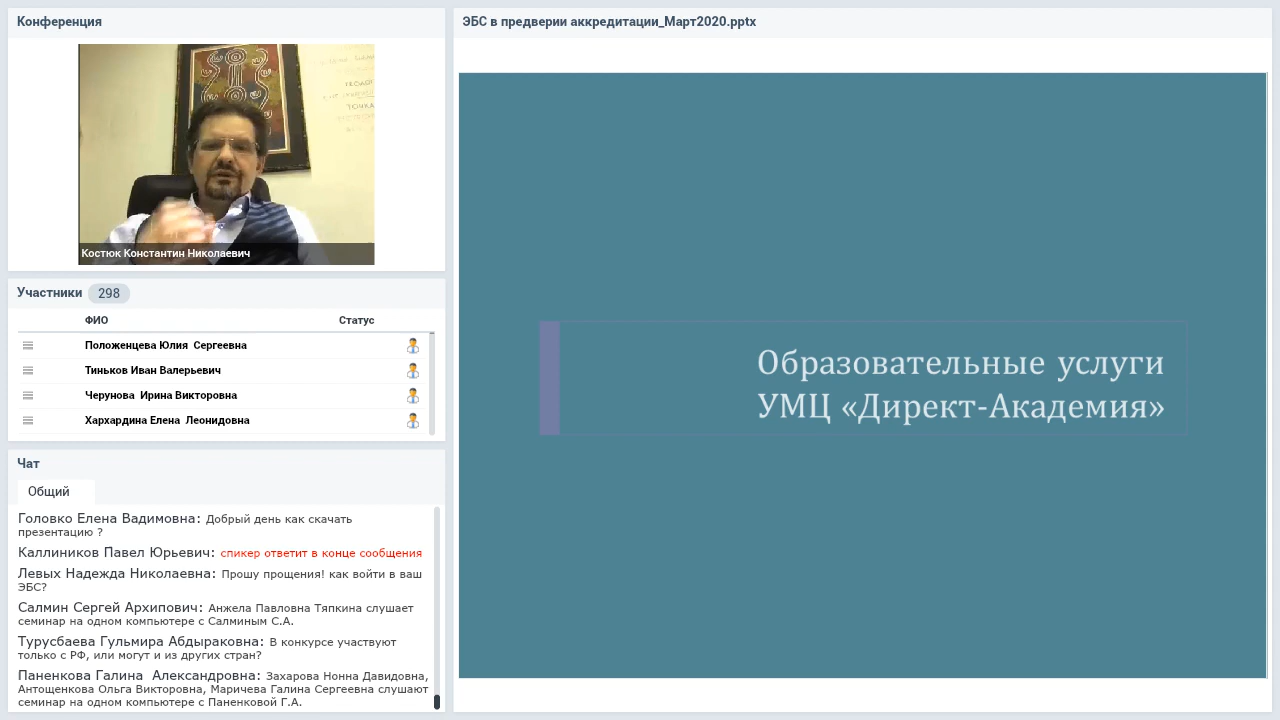 Конференция
Костюк Константин Николаевич
Участники 298
ФИО Статус
Положенцева Юлия Сергеевна
Тиньков Иван Валерьевич
Черунова Ирина Викторовна
Хархардина Елена Леонидовна
Чат
Общий
Головко Елена Вадимовна: Добрый день как скачать
презентацию ?
Каллиников Павел Юрьевич: спикер ответит в конце сообщения
Левых Надежда Николаевна: Прошу прощения! как войти в ваш
ЭБС?
Салмин Сергей Архипович: Анжела Павловна Тяпкина слушает
семинар на одном компьютере с Салминым С.А.
Турусбаева Гульмира Абдыраковна: В конкурсе участвуют
только с РФ, или могут и из других стран?
Паненкова Галина Александровна: Захарова Нонна Давидовна,
Антощенкова Ольга Викторовна, Маричева Галина Сергеевна слушают
семинар на одном компьютере с Паненковой Г.А.
ЭБС в предверии аккредитации_Март2020.pptx
Образовательные услуги
УМЦ «Директ-Академия»